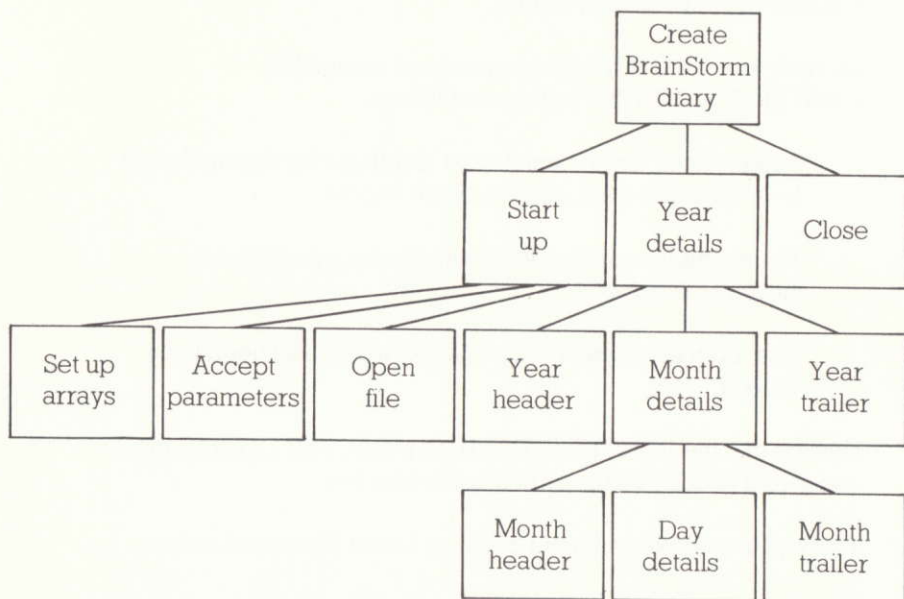 Create
BrainStorm
diary
Start
up
Year
details
Close
Set up
arrays
Accept
parameters
Open
file
Year
header
Month
details
Year
trailer
Month
header
Day
details
Month
trailer